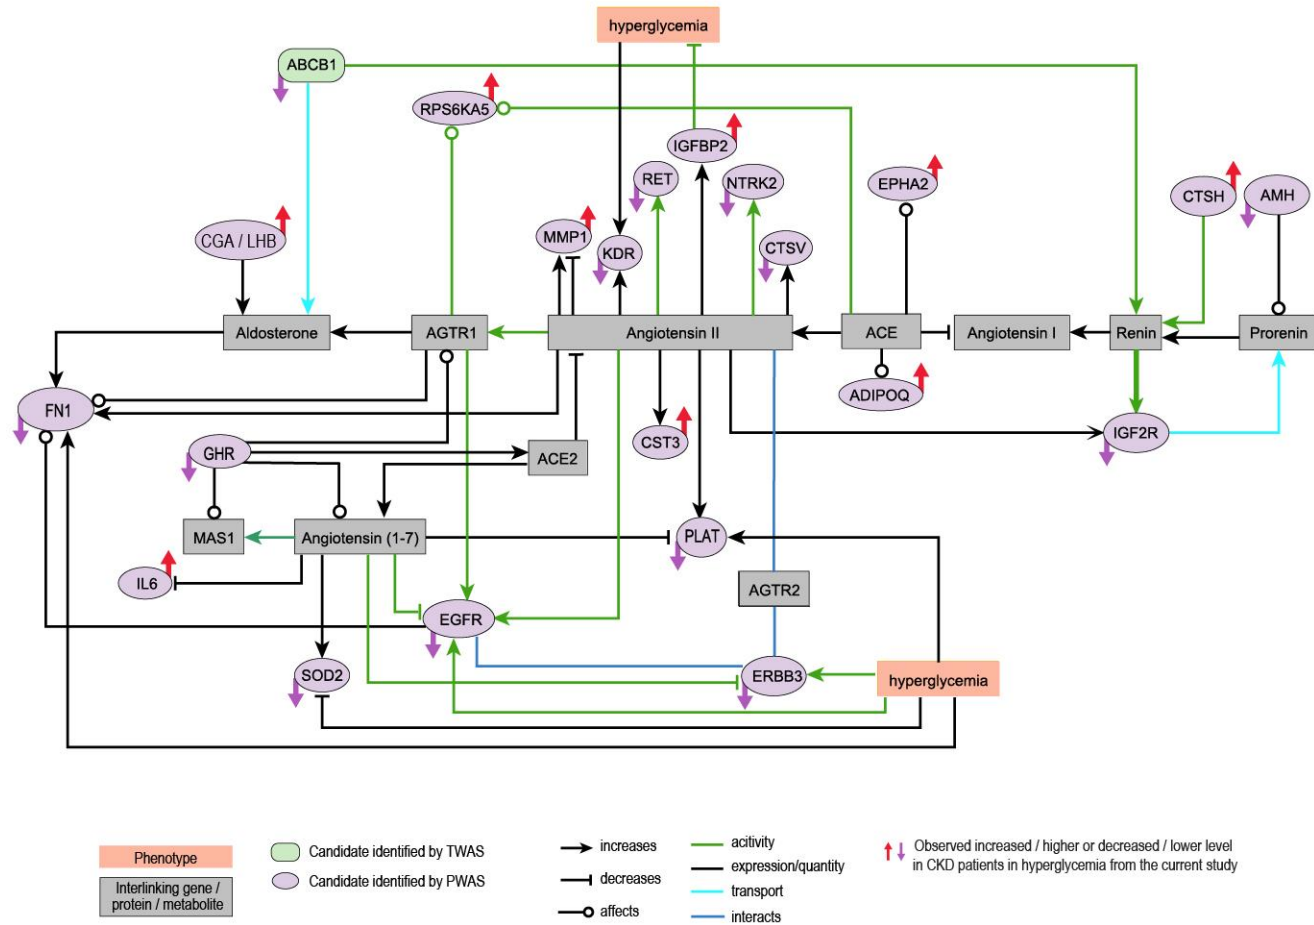 hyperglycemia
ABCB1
RPS6KA5
IGFBP2
RET
NTRK2
EPHA2
CTSH
AMH
CGA / LHB
MMP1
KDR
CTSV
Aldosterone
AGTR1
Angiotensin II
ACE
Angiotensin I
Renin
Prorenin
ADIPOQ
FN1
CST3
IGF2R
GHR
ACE2
MAS1
Angiotensin (1-7)
PLAT
IL6
AGTR2
EGFR
SOD2
ERBB3
hyperglycemia
Phenotype
Interlinking gene /
protein / metabolite
Candidate identified by TWAS
Candidate identified by PWAS
increases
decreases
affects
acitivity
expression/quantity
transport
interacts
Observed increased / higher or decreased / lower level
in CKD patients in hyperglycemia from the current study